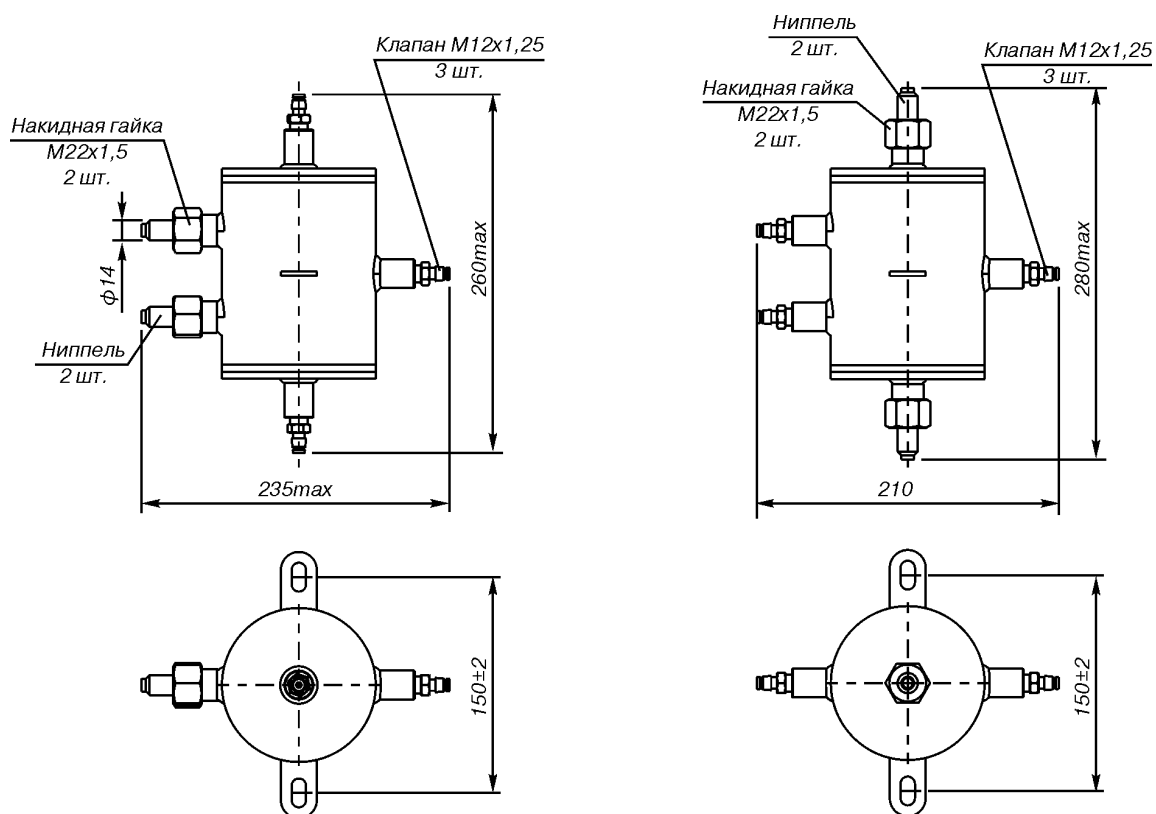 Клапан М12х1,25
3 шт.
Накидная гайка
М22х1,5
2 шт.
ф14
Ниппель
2 шт.
260max
235max
150±2
Ниппель
2 шт.
Клапан М12х1,25
3 шт.
Накидная гайка
М22х1,5
2 шт.
280max
210
150±2